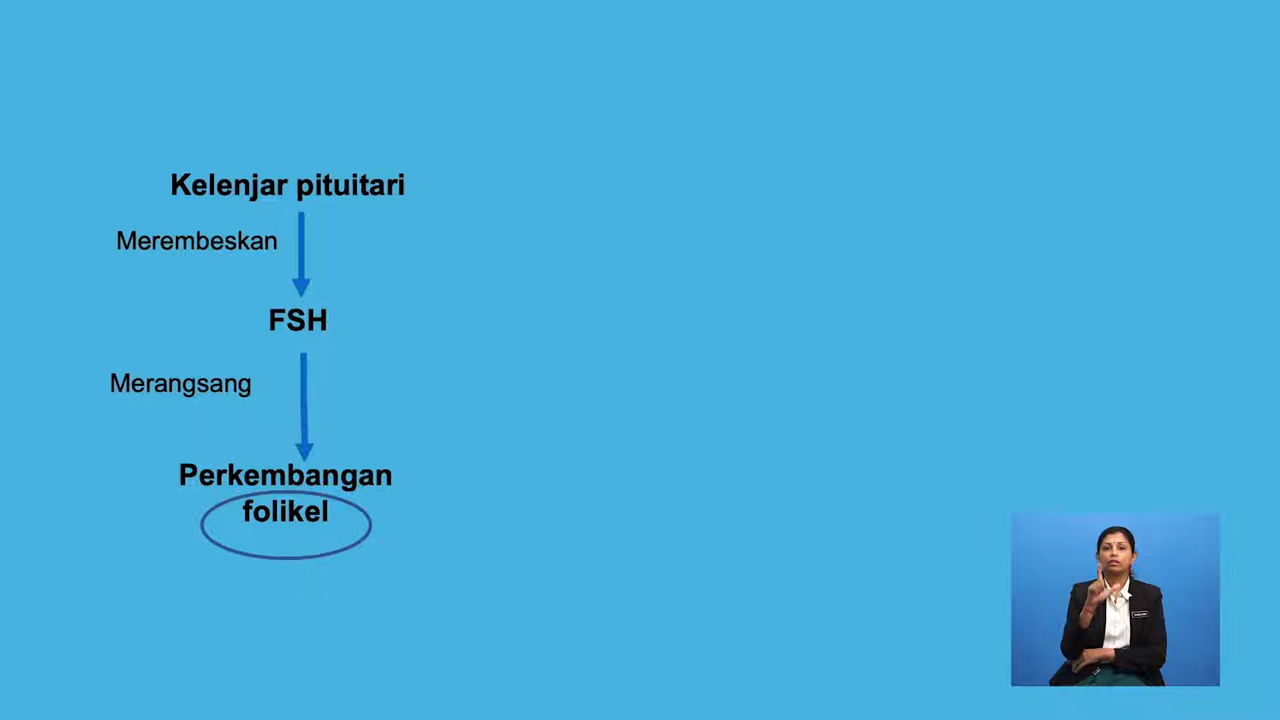 Kelenjar pituitari
Merembeskan
FSH
Merangsang
Perkembangan
folikel